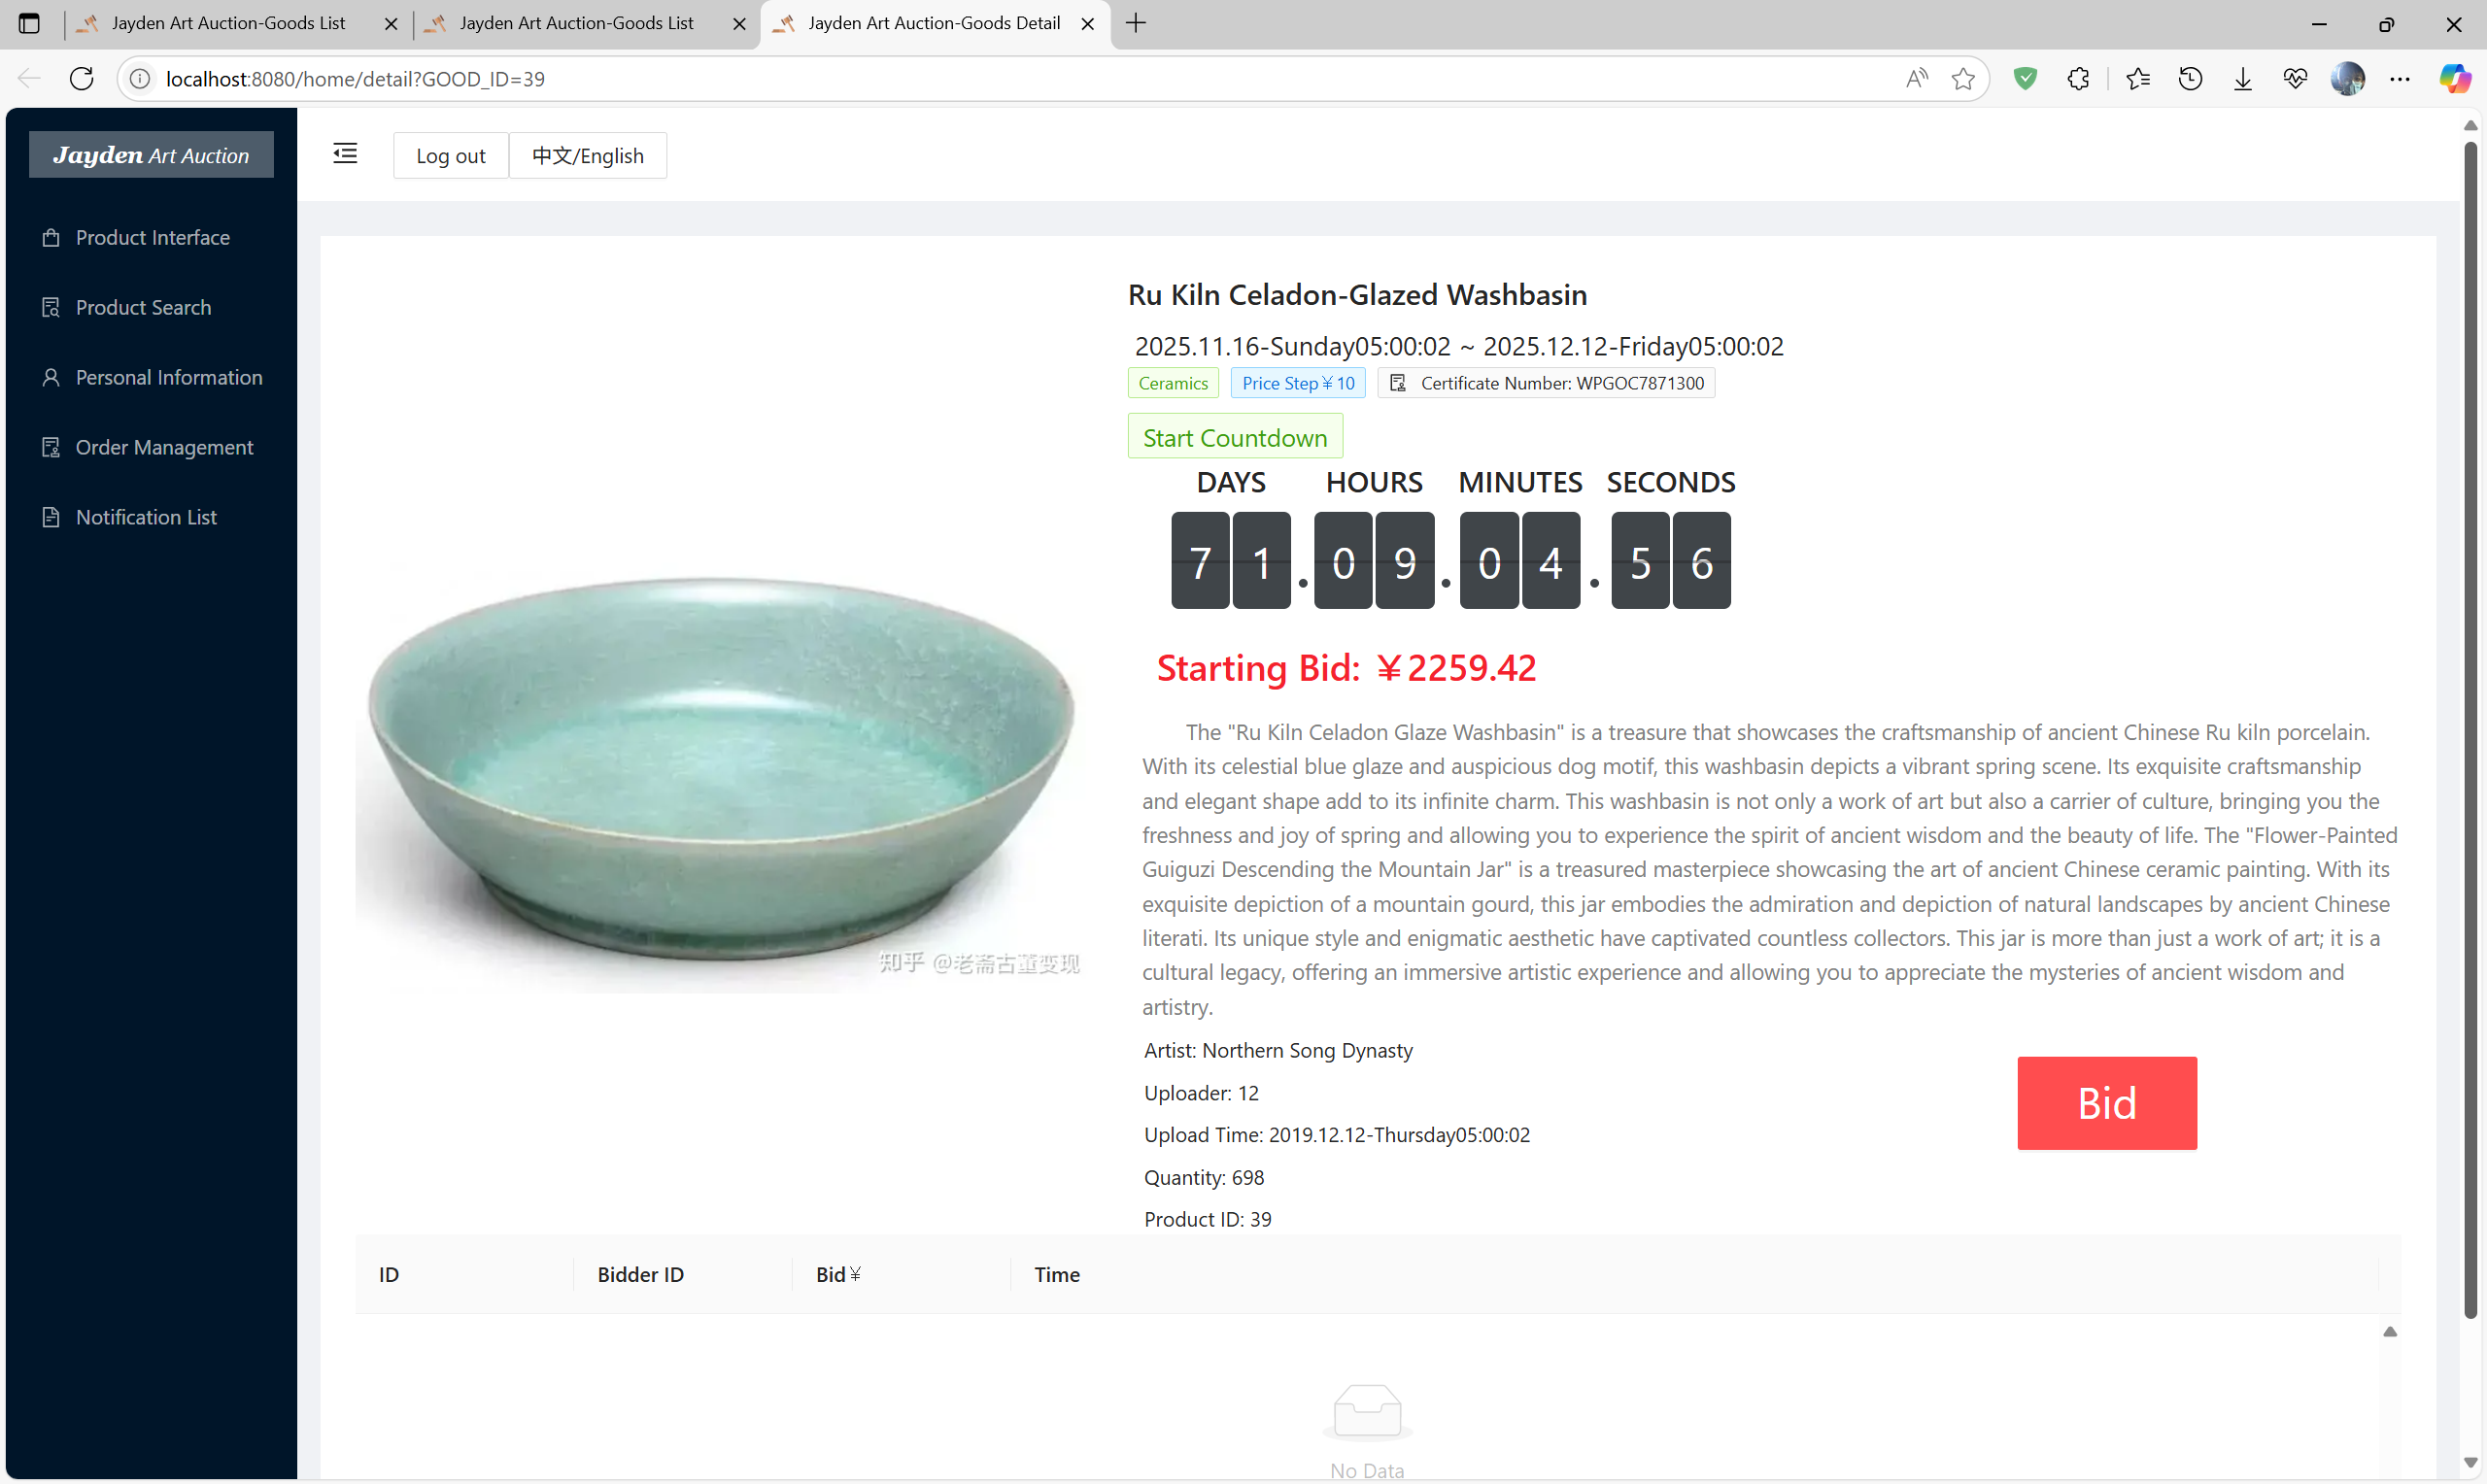 Jayden Art Auction-Goods List
Jayden Art Auction-Goods List
Jayden Art Auction-Goods Detail
localhost:8080/home/detail?GOOD_ID=39
Jayden Art Auction
Log out
中文/English
Product Interface
Product Search
Personal Information
Order Management
Notification List
Ru Kiln Celadon-Glazed Washbasin
2025.11.16-Sunday05:00:02 ~ 2025.12.12-Friday05:00:02
Ceramics
Price Step￥10
Certificate Number: WPGOC7871300
Start Countdown
DAYS HOURS MINUTES SECONDS
71.09.04.56
Starting Bid: ￥2259.42
The "Ru Kiln Celadon Glaze Washbasin" is a treasure that showcases the craftsmanship of ancient Chinese Ru kiln porcelain.
With its celestial blue glaze and auspicious dog motif, this washbasin depicts a vibrant spring scene. Its exquisite craftsmanship
and elegant shape add to its infinite charm. This washbasin is not only a work of art but also a carrier of culture, bringing you the
freshness and joy of spring and allowing you to experience the spirit of ancient wisdom and the beauty of life. The "Flower-Painted
Guiguzi Descending the Mountain Jar" is a treasured masterpiece showcasing the art of ancient Chinese ceramic painting. With its
exquisite depiction of a mountain gourd, this jar embodies the admiration and depiction of natural landscapes by ancient Chinese
literati. Its unique style and enigmatic aesthetic have captivated countless collectors. This jar is more than just a work of art; it is a
cultural legacy, offering an immersive artistic experience and allowing you to appreciate the mysteries of ancient wisdom and
artistry.
知乎 @老斋古董变现
Artist: Northern Song Dynasty
Uploader: 12
Upload Time: 2019.12.12-Thursday05:00:02
Quantity: 698
Product ID: 39
Bid
ID Bidder ID Bid￥ Time
No Data